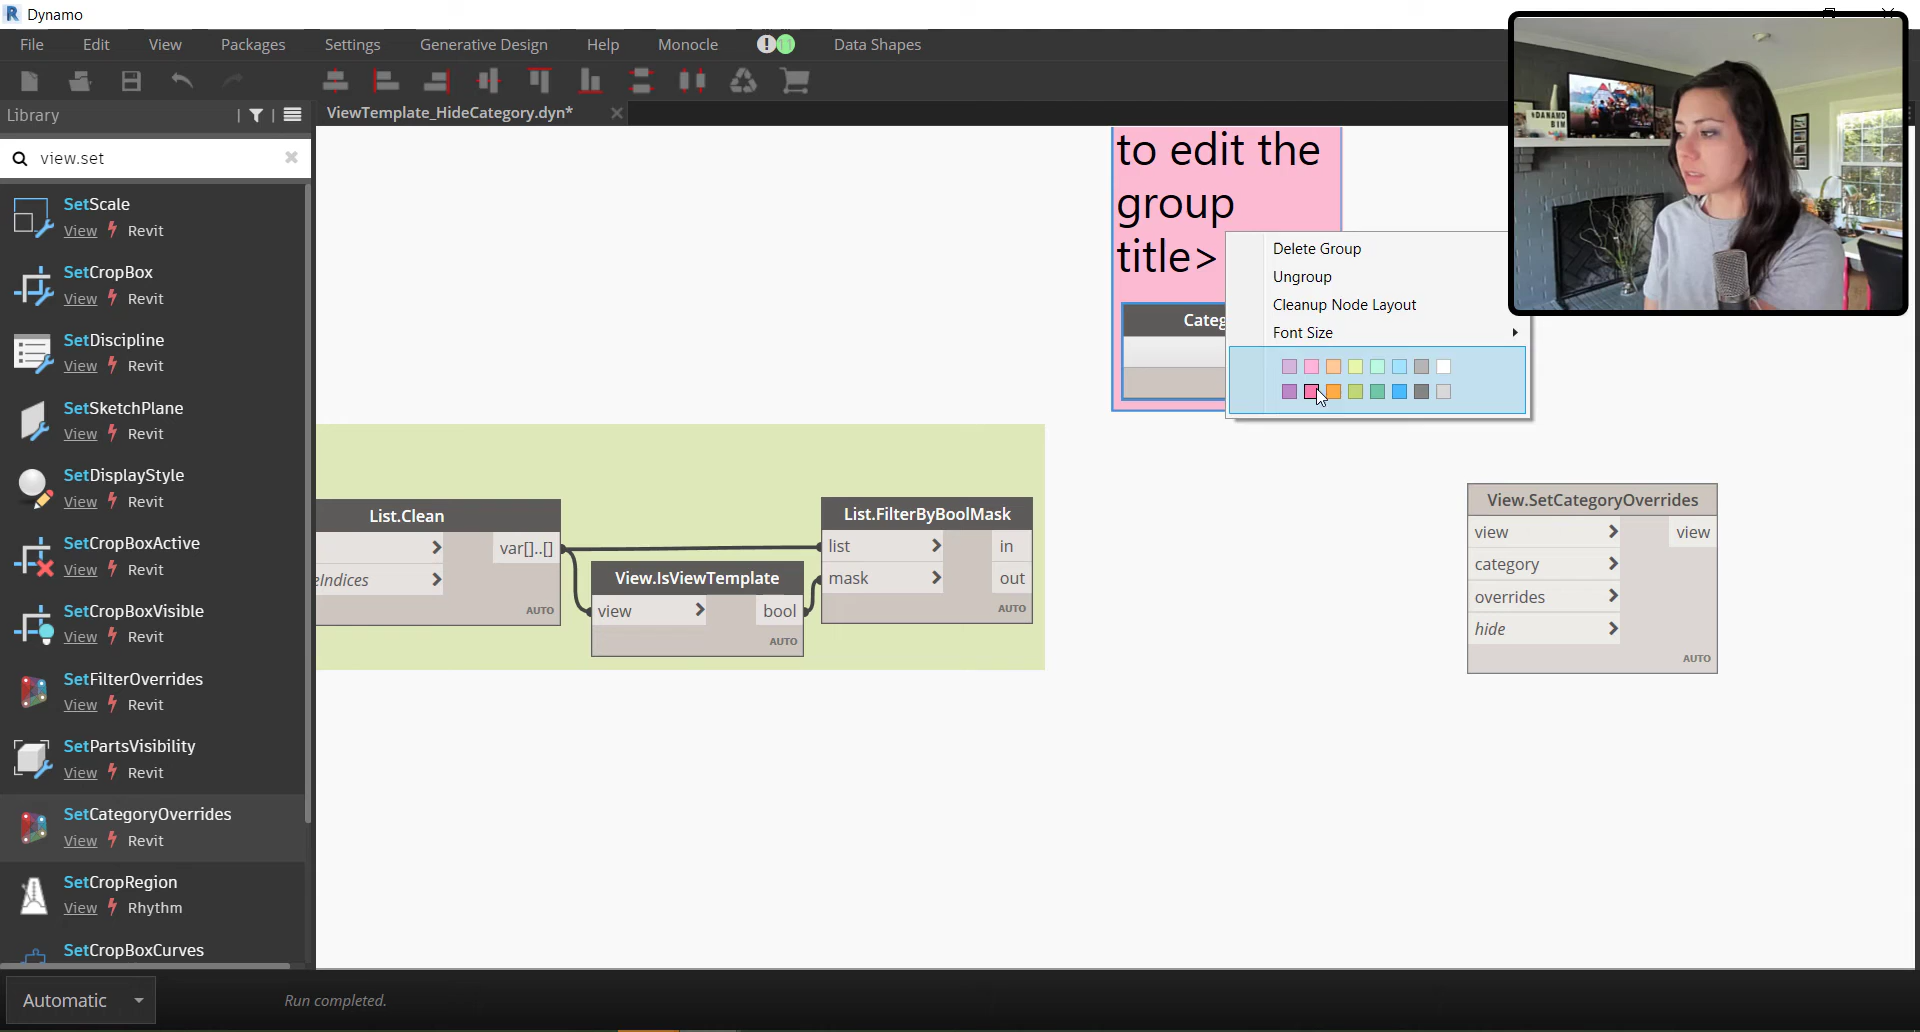 Dynamo
File Edit View Packages Settings Generative Design Help Monocle Data Shapes
Library
ViewTemplate_HideCategory.dyn*
view.set
SetScale
View Revit
SetCropBox
View Revit
SetDiscipline
View Revit
SetSketchPlane
View Revit
SetDisplayStyle
View Revit
SetCropBoxActive
View Revit
SetCropBoxVisible
View Revit
SetFilterOverrides
View Revit
SetPartsVisibility
View Revit
SetCategoryOverrides
View Revit
SetCropRegion
View Rhythm
SetCropBoxCurves
to edit the
group
title>
Categ
Delete Group
Ungroup
Cleanup Node Layout
Font Size
List.Clean
var[]..[]
eIndices
AUTO
View.IsViewTemplate
view bool
AUTO
List.FilterByBoolMask
list in
mask out
AUTO
View.SetCategoryOverrides
view view
category
overrides
hide
AUTO
Automatic
Run completed.